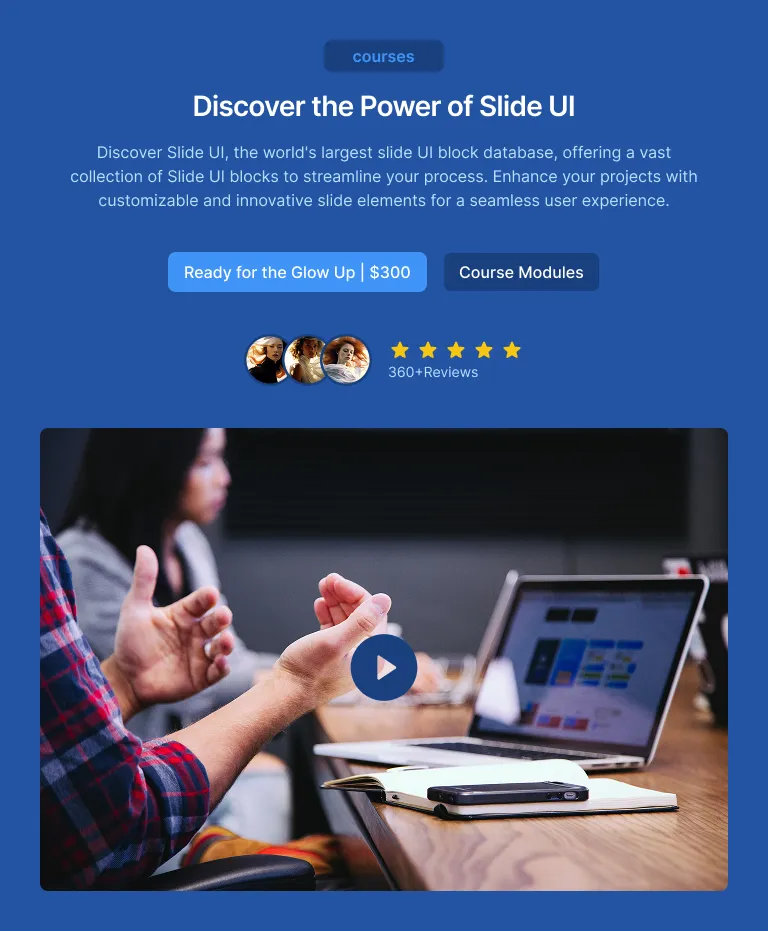 courses
Discover the Power of Slide UI
Discover Slide UI, the world's largest slide UI block database, offering a vast
collection of Slide UI blocks to streamline your process. Enhance your projects with
customizable and innovative slide elements for a seamless user experience.
Ready for the Glow Up | $300
Course Modules
360+Reviews